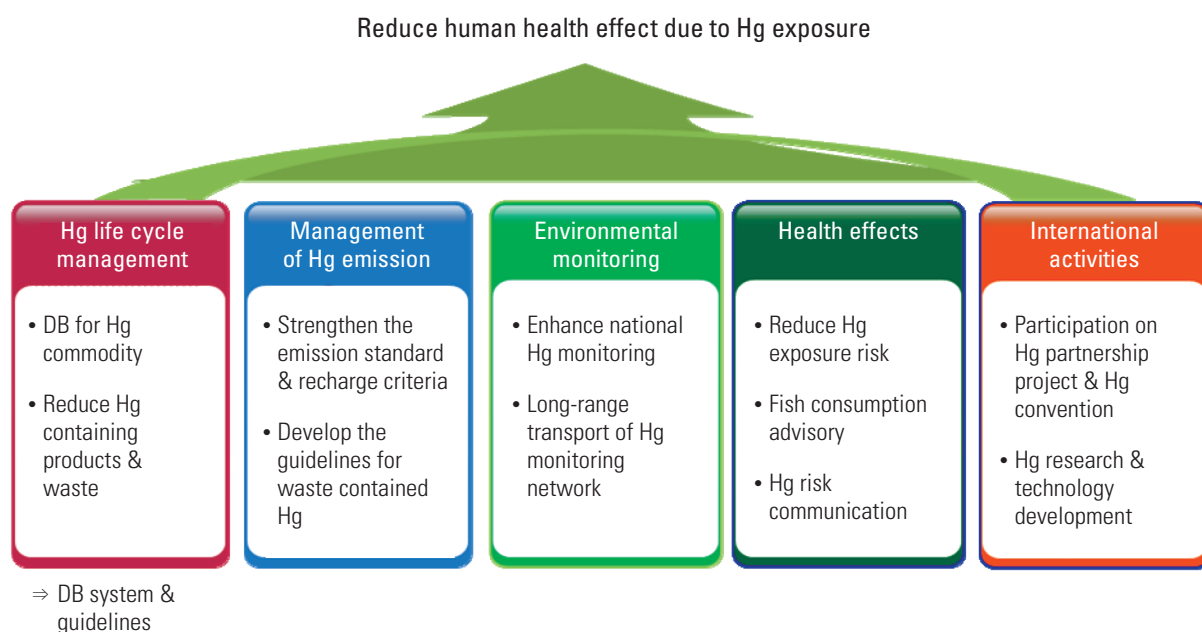 Reduce human health effect due to Hg exposure
Hg life cycle
management
• DB for Hg
commodity
• Reduce Hg
containing
products &
waste
⇒ DB system &
guidelines
Management
of Hg emission
• Strengthen the
emission standard
& recharge criteria
• Develop the
guidelines for
waste contained
Hg
Environmental
monitoring
• Enhance national
Hg monitoring
• Long-range
transport of Hg
monitoring
network
Health effects
• Reduce Hg
exposure risk
• Fish consumption
advisory
• Hg risk
communication
International
activities
• Participation on
Hg partnership
project & Hg
convention
• Hg research &
technology
development